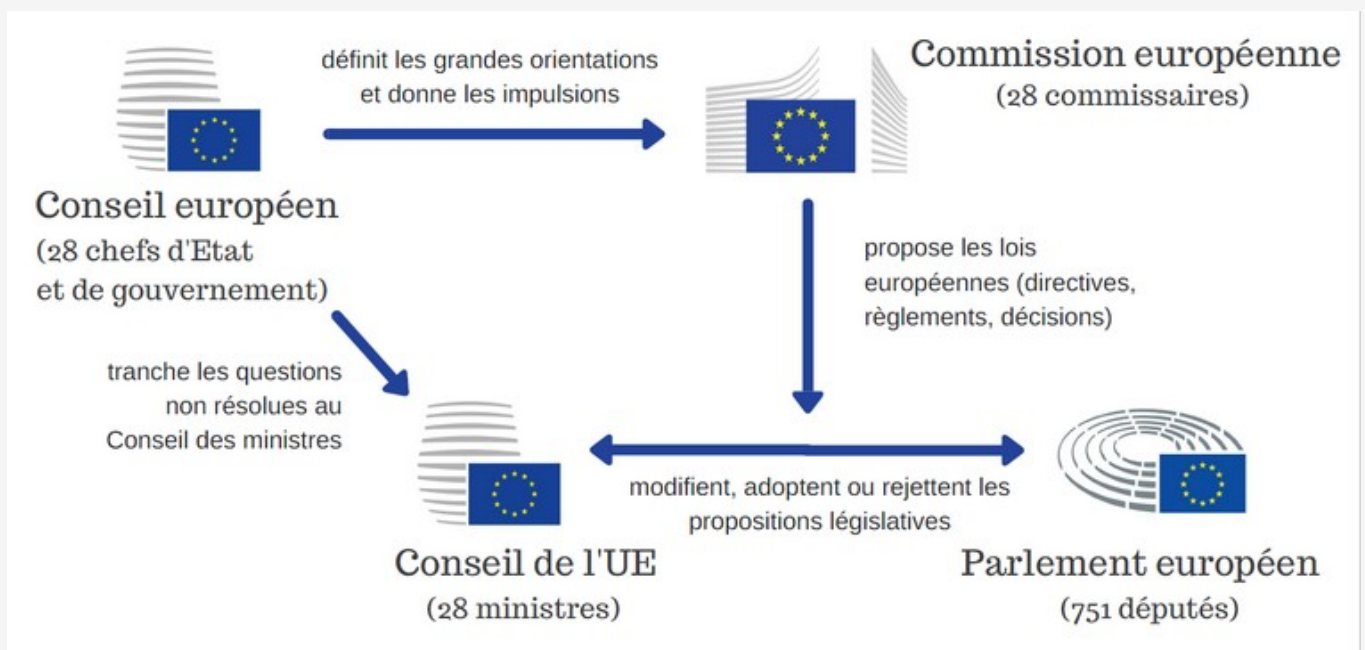 définit les grandes orientations
et donne les impulsions
Commission européenne
(28 commissaires)
Conseil européen
(28 chefs d'Etat
et de gouvernement)
propose les lois
européennes (directives,
règlements, décisions)
tranche les questions
non résolues au
Conseil des ministres
modifient, adoptent ou rejettent les
propositions législatives
Conseil de l'UE
(28 ministres)
Parlement européen
(751 députés)